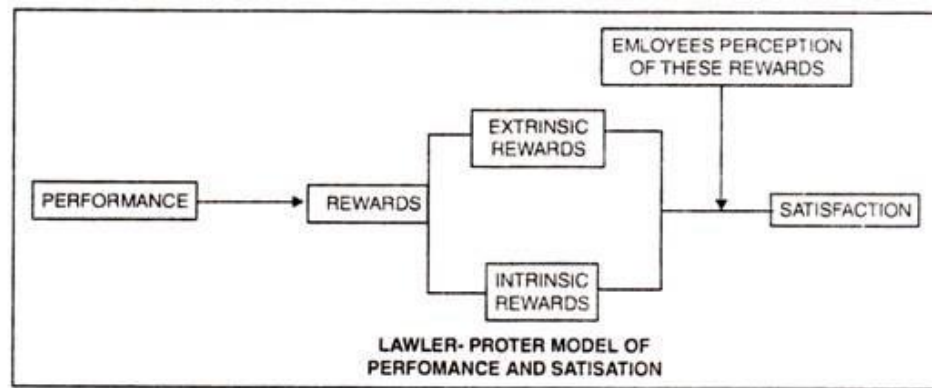 EMLOYEES PERCEPTION
OF THESE REWARDS
EXTRINSIC
REWARDS
PERFORMANCE
REWARDS
SATISFACTION
INTRINSIC
REWARDS
LAWLER- PROTER MODEL OF
PERFOMANCE AND SATISATION